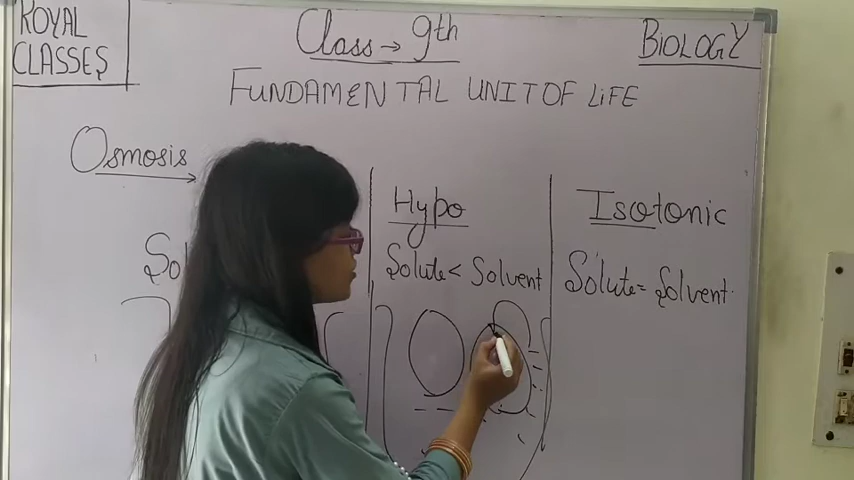 ROYAL
CLASSES
Class → 9th
BIOLOGY
FUNDAMENTAL UNIT OF LIFE
Osmosis →
Hypo
Isotonic
Solute < Solvent
Solute = Solvent